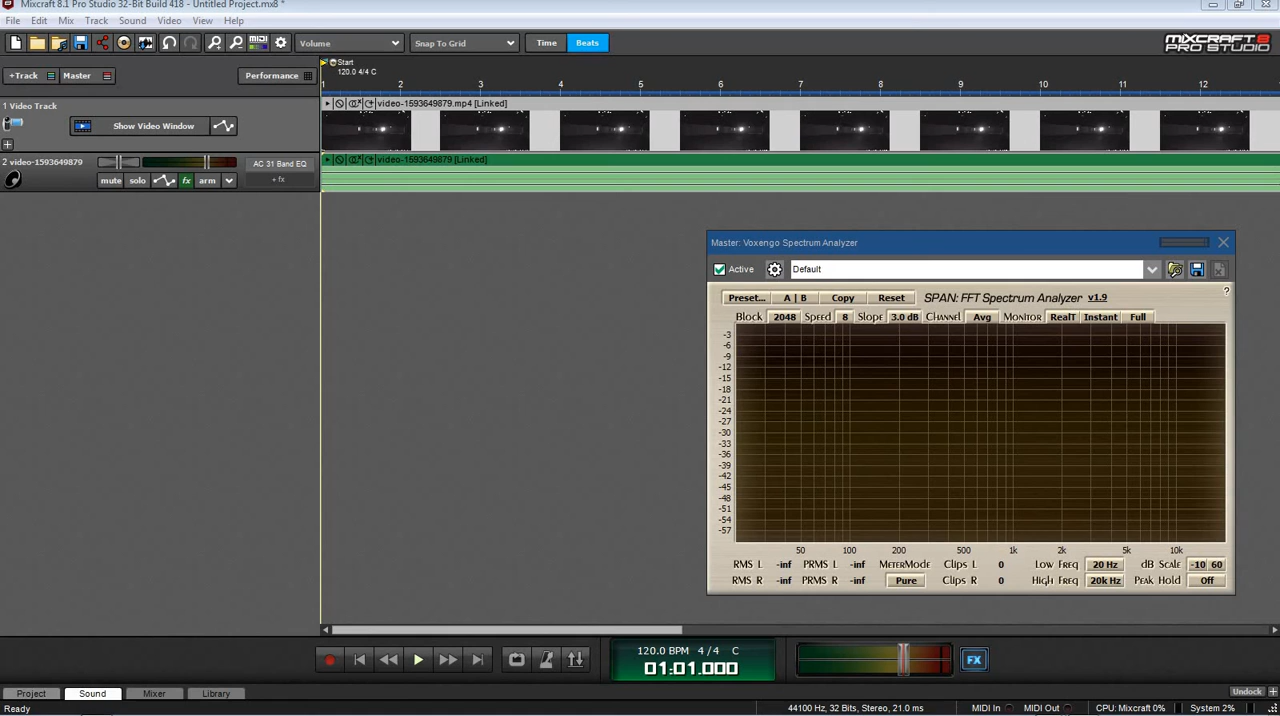 Mixcraft 8.1 Pro Studio 32-Bit Build 418 - Untitled Project.mx8 *
File Edit Mix Track Sound Video View Help
Volume Snap To Grid Time Beats MIXCRAFT 8 PRO STUDIO
Start
120.0 4/4 C
+Track Master Performance
1 2 3 4 5 6 7 8 9 10 11 12
1 Video Track
video-1593649879.mp4 [Linked]
Show Video Window
2 video-1593649879
AC 31 Band EQ
video-1593649879 [Linked]
mute solo fx arm + fx
Master: Voxengo Spectrum Analyzer
Active Default
Preset... A | B Copy Reset SPAN: FFT Spectrum Analyzer v1.9 ?
Block 2048 Speed 8 Slope 3.0 dB Channel Avg Monitor RealT Instant Full
-3
-6
-9
-12
-15
-18
-21
-24
-27
-30
-33
-36
-39
-42
-45
-48
-51
-54
-57
50 100 200 500 1k 2k 5k 10k
RMS L -inf PRMS L -inf MeterMode Clips L 0 Low Freq 20 Hz dB Scale -10 60
RMS R -inf PRMS R -inf Pure Clips R 0 High Freq 20k Hz Peak Hold Off
120.0 BPM 4/4 C
01:01.000
FX
Project Sound Mixer Library Undock
Ready 44100 Hz, 32 Bits, Stereo, 21.0 ms MIDI In MIDI Out CPU: Mixcraft 0% System 2%